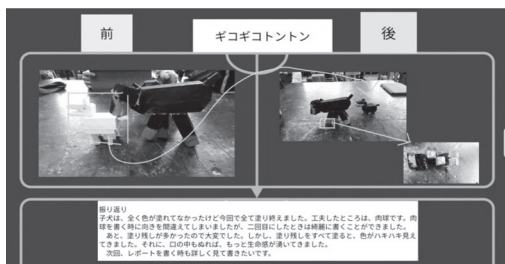 前
ギコギコトントン
後
振り返り
子犬は、全く色が塗れてなかったけど今回で全て塗り終えました。工夫したところは、肉球です。肉
球を書く時に向きを間違えてしまいましたが、二回目にしたときは綺麗に書くことができました。
あと、塗り残しが多かったので大変でした。しかし、塗り残しをすべて塗ると、色がハキハキ見え
てきました。それに、口の中もぬれば、もっと生命感が湧いてきました。
次回、レポートを書く時も詳しく見て書きたいです。